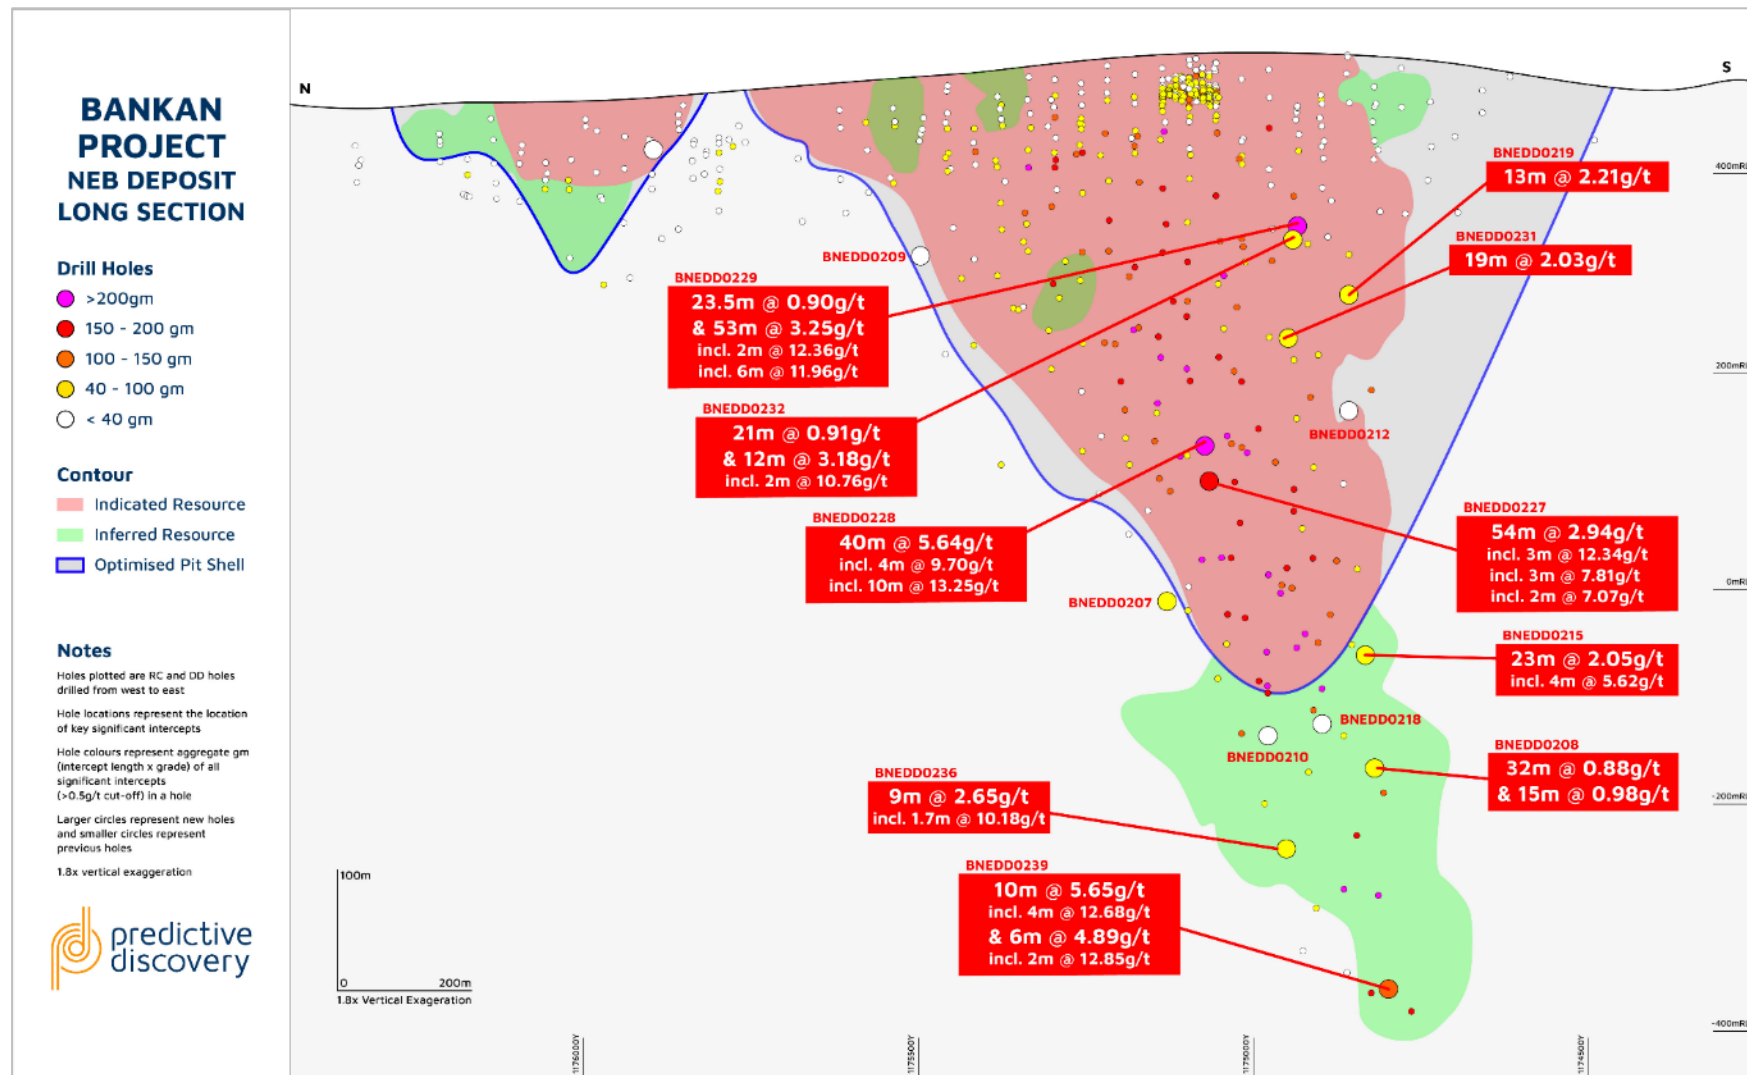 BANKAN
PROJECT
NEB DEPOSIT
LONG SECTION
Drill Holes
>200gm
150 - 200 gm
100 - 150 gm
40 - 100 gm
< 40 gm
Contour
Indicated Resource
Inferred Resource
Optimised Pit Shell
Notes
Holes plotted are RC and DD holes
drilled from west to east
Hole locations represent the location
of key significant intercepts
Hole colours represent aggregate gm
(intercept length x grade) of all
significant intercepts
(>0.5g/t cut-off) in a hole
Larger circles represent new holes
and smaller circles represent
previous holes
1.8x vertical exaggeration
predictive
discovery
N
S
BNEDD0219
13m @ 2.21g/t
400mRL
BNEDD0231
19m @ 2.03g/t
BNEDD0209
BNEDD0229
23.5m @ 0.90g/t
& 53m @ 3.25g/t
incl. 2m @ 12.36g/t
incl. 6m @ 11.96g/t
200mRL
BNEDD0232
21m @ 0.91g/t
& 12m @ 3.18g/t
incl. 2m @ 10.76g/t
BNEDD0212
BNEDD0228
40m @ 5.64g/t
incl. 4m @ 9.70g/t
incl. 10m @ 13.25g/t
BNEDD0227
54m @ 2.94g/t
incl. 3m @ 12.34g/t
incl. 3m @ 7.81g/t
incl. 2m @ 7.07g/t
0mRL
BNEDD0207
BNEDD0215
23m @ 2.05g/t
incl. 4m @ 5.62g/t
BNEDD0218
BNEDD0210
BNEDD0208
32m @ 0.88g/t
& 15m @ 0.98g/t
-200mRL
BNEDD0236
9m @ 2.65g/t
incl. 1.7m @ 10.18g/t
BNEDD0239
10m @ 5.65g/t
incl. 4m @ 12.68g/t
& 6m @ 4.89g/t
incl. 2m @ 12.85g/t
-400mRL
100m
0
200m
1.8x Vertical Exageration
1176000Y
1175500Y
1175000Y
1174500Y